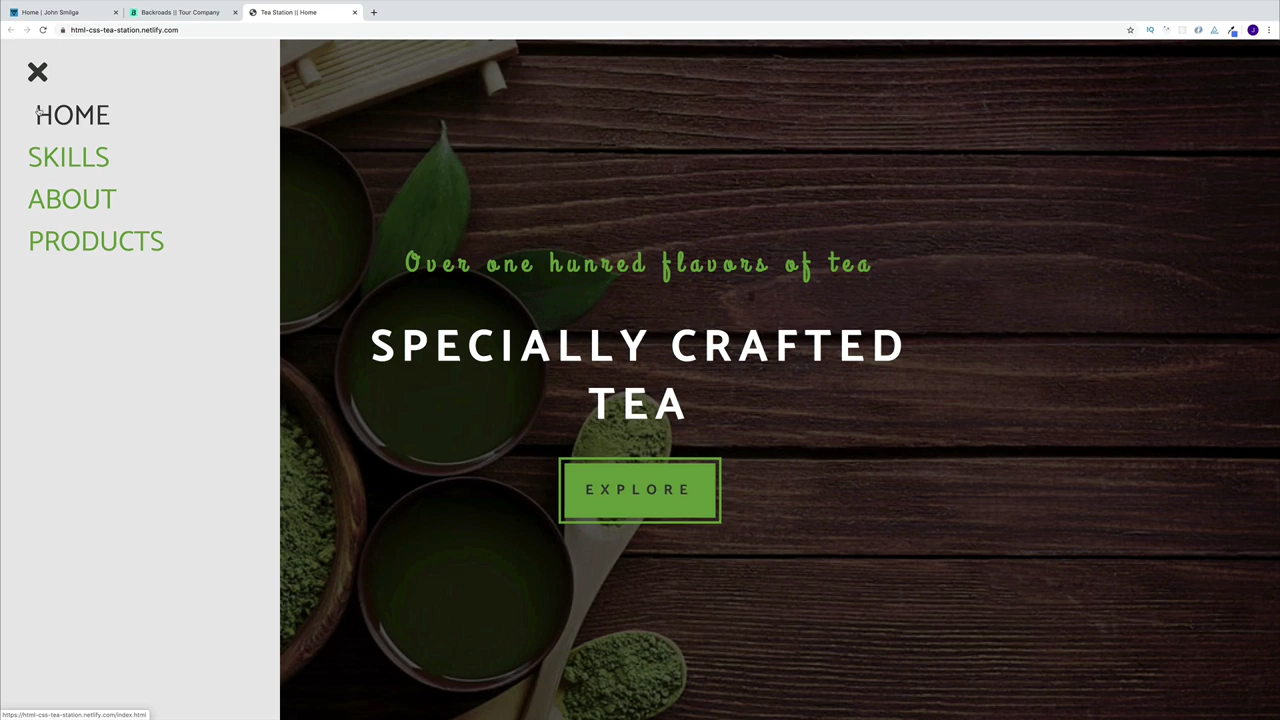 Home | John Smilga
Backroads || Tour Company
Tea Station || Home
html-css-tea-station.netlify.com
IQ
J
HOME
SKILLS
ABOUT
PRODUCTS
Over one hunred flavors of tea
SPECIALLY CRAFTED
TEA
EXPLORE
https://html-css-tea-station.netlify.com/index.html